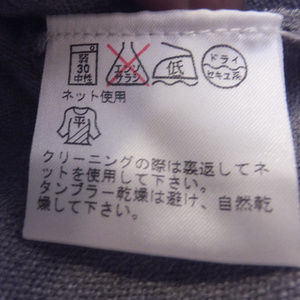 弱
30
中性
エンソ
サラシ
低
ドライ
セキユ系
ネット使用
平
クリーニングの際は裏返してネ
ットを使用して下さい。
タンブラー乾燥は避け、自然乾
燥して下さい。